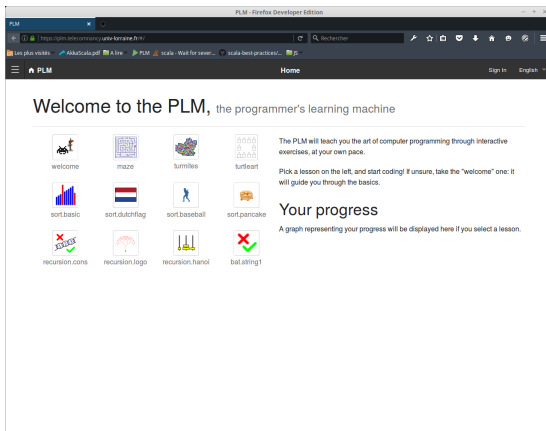 PLM - Firefox Developer Edition
PLM
https://plm.telecomnancy.univ-lorraine.fr/#/
Rechercher
Les plus visités
AkkaScala.pdf
A lire
PLM
scala - Wait for sever...
scala-best-practices/...
JS
PLM
Home
Sign In
English
Welcome to the PLM, the programmer's learning machine
welcome
maze
turmites
turtleart
sort.basic
sort.dutchflag
sort.baseball
sort.pancake
recursion.cons
recursion.logo
recursion.hanoi
bat.string1
The PLM will teach you the art of computer programming through interactive
exercises, at your own pace.
Pick a lesson on the left, and start coding! If unsure, take the "welcome" one: it
will guide you through the basics.
Your progress
A graph representing your progress will be displayed here if you select a lesson.